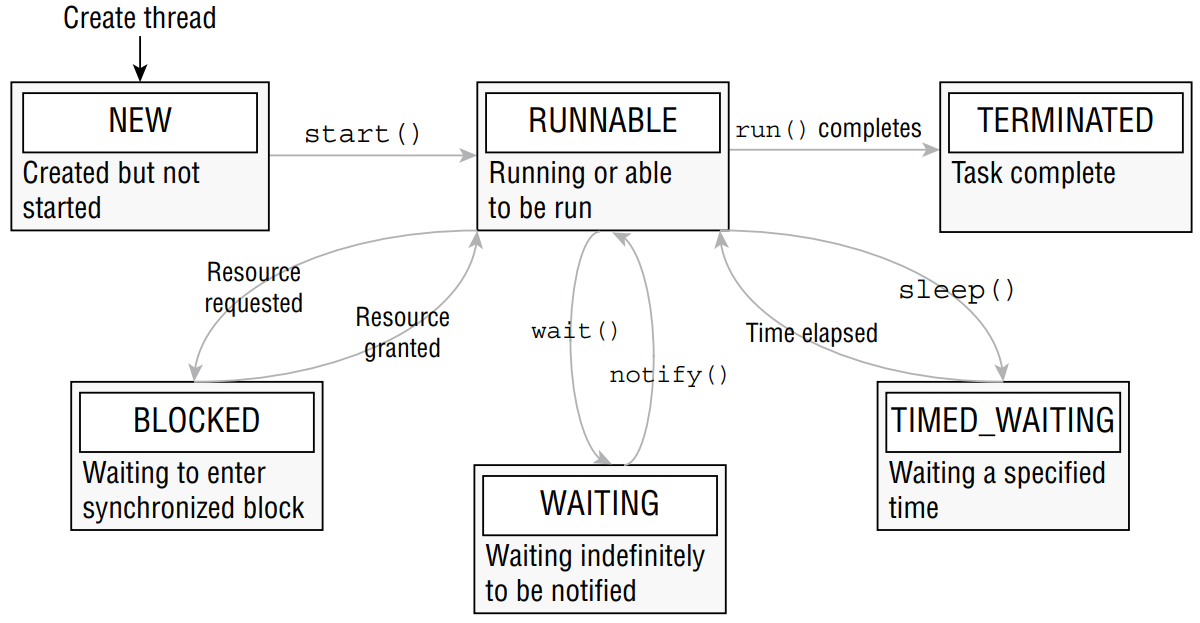 Create thread
NEW
Created but not
started
start()
RUNNABLE
Running or able
to be run
run() completes
TERMINATED
Task complete
Resource
requested
Resource
granted
wait()
notify()
Time elapsed
sleep()
BLOCKED
Waiting to enter
synchronized block
WAITING
Waiting indefinitely
to be notified
TIMED_WAITING
Waiting a specified
time